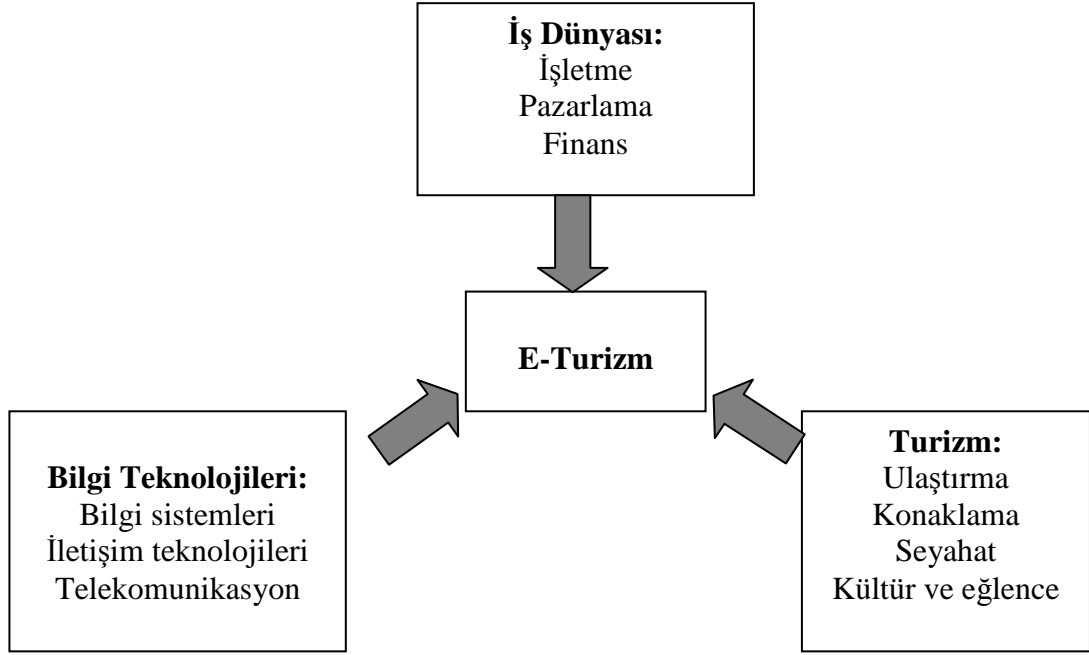 İş Dünyası:
İşletme
Pazarlama
Finans
E-Turizm
Bilgi Teknolojileri:
Bilgi sistemleri
İletişim teknolojileri
Telekomunikasyon
Turizm:
Ulaştırma
Konaklama
Seyahat
Kültür ve eğlence